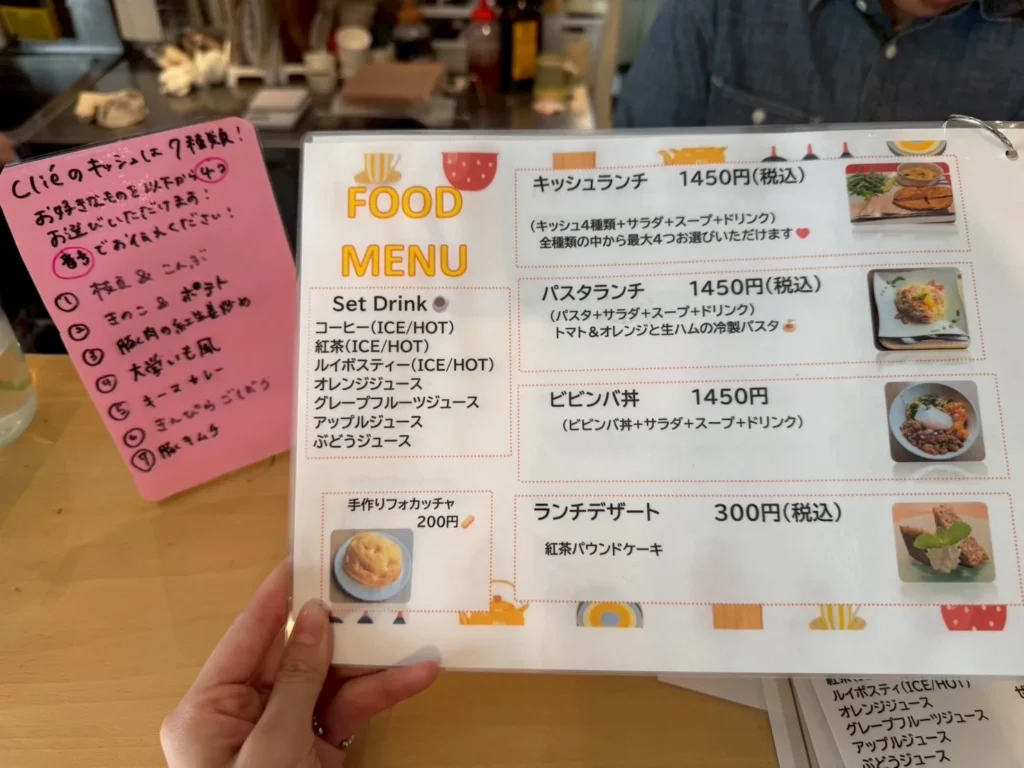 Cliéのキッシュは7種類!
お好きなものを以下から4つ
お選びいただけます!
番号でお伝えください!
① 枝豆 & こんぶ
② きのこ & ポテト
③ 豚肉の紅生姜炒め
④ 大学いも風
⑤ キーマカレー
⑥ きんぴらごぼう
⑦ 豚キムチ
FOOD
MENU
Set Drink
コーヒー(ICE/HOT)
紅茶(ICE/HOT)
ルイボスティー(ICE/HOT)
オレンジジュース
グレープフルーツジュース
アップルジュース
ぶどうジュース
手作りフォカッチャ
200円
キッシュランチ 1450円(税込)
(キッシュ4種類+サラダ+スープ+ドリンク)
全種類の中から最大4つお選びいただけます
パスタランチ 1450円(税込)
(パスタ+サラダ+スープ+ドリンク)
トマト&オレンジと生ハムの冷製パスタ
ビビンバ丼 1450円
(ビビンバ丼+サラダ+スープ+ドリンク)
ランチデザート 300円(税込)
紅茶パウンドケーキ
ルイボスティ(ICE/HOT)
オレンジジュース
グレープフルーツジュース
アップルジュース
ぶどうジュース